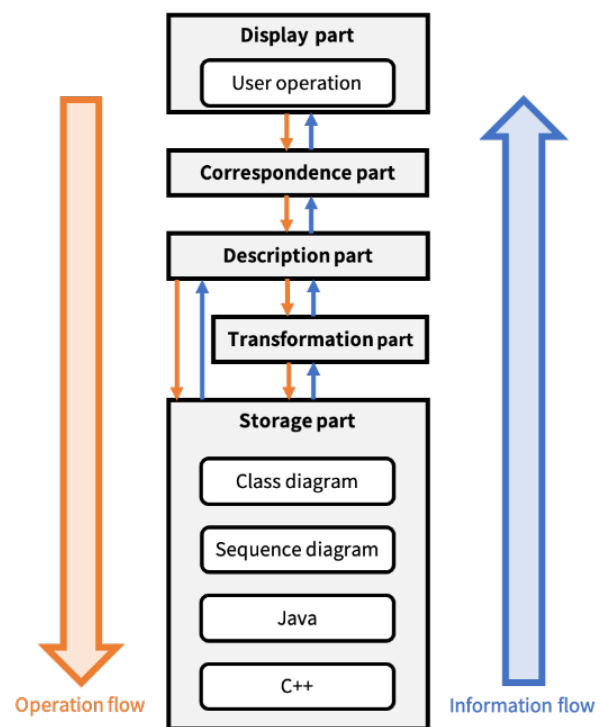 Display part
User operation
Correspondence part
Description part
Transformation part
Storage part
Class diagram
Sequence diagram
Java
C++
Operation flow
Information flow